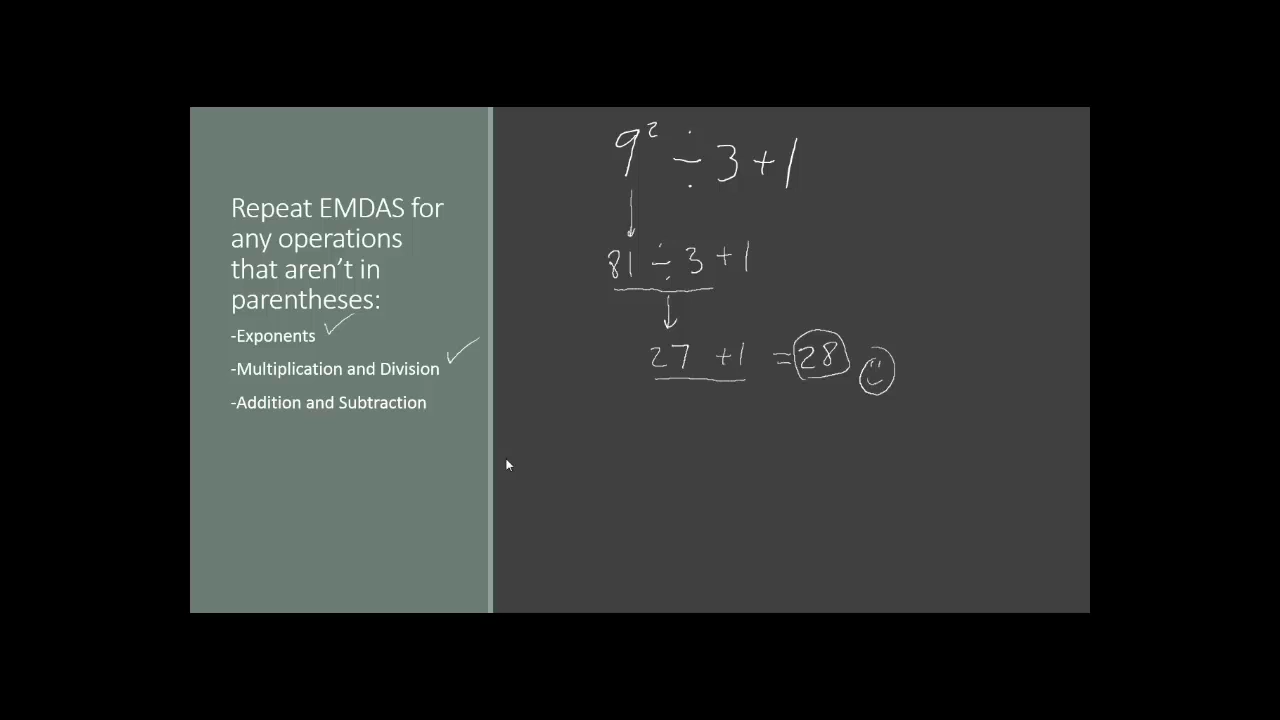 Repeat EMDAS for
any operations
that aren't in
parentheses:
-Exponents
-Multiplication and Division
-Addition and Subtraction
9² ÷ 3 + 1
81 ÷ 3 + 1
27 + 1 = 28